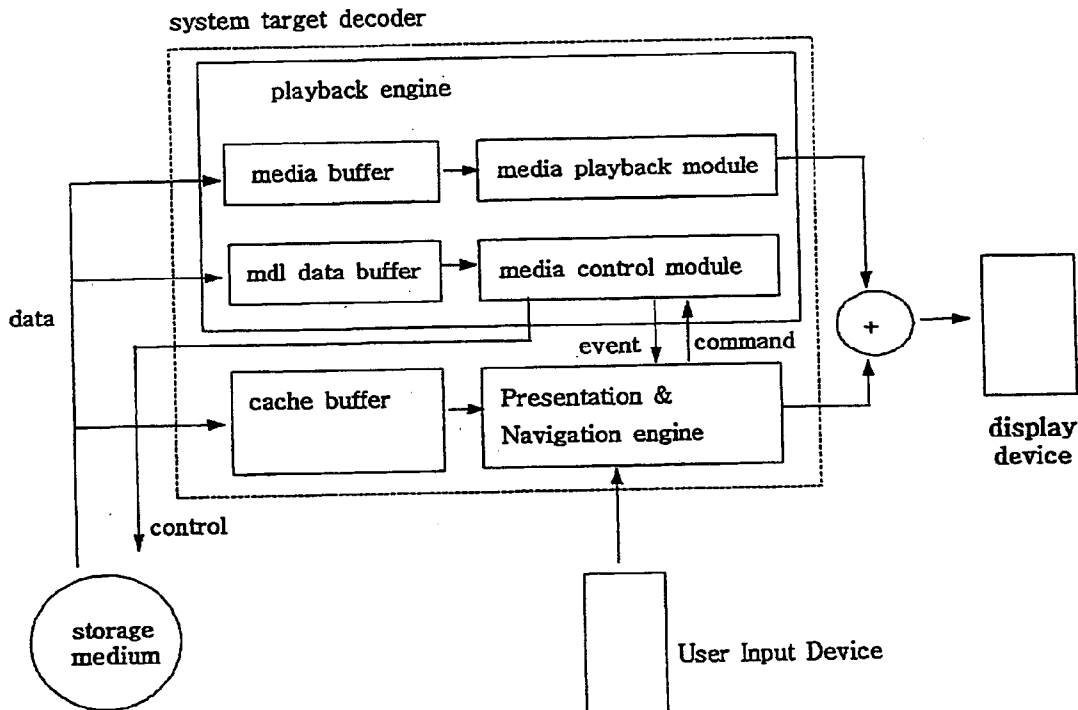 system target decoder
playback engine
media buffer
media playback module
mdl data buffer
media control module
data
event
command
+
cache buffer
Presentation &
Navigation engine
display
device
control
storage
medium
User Input Device